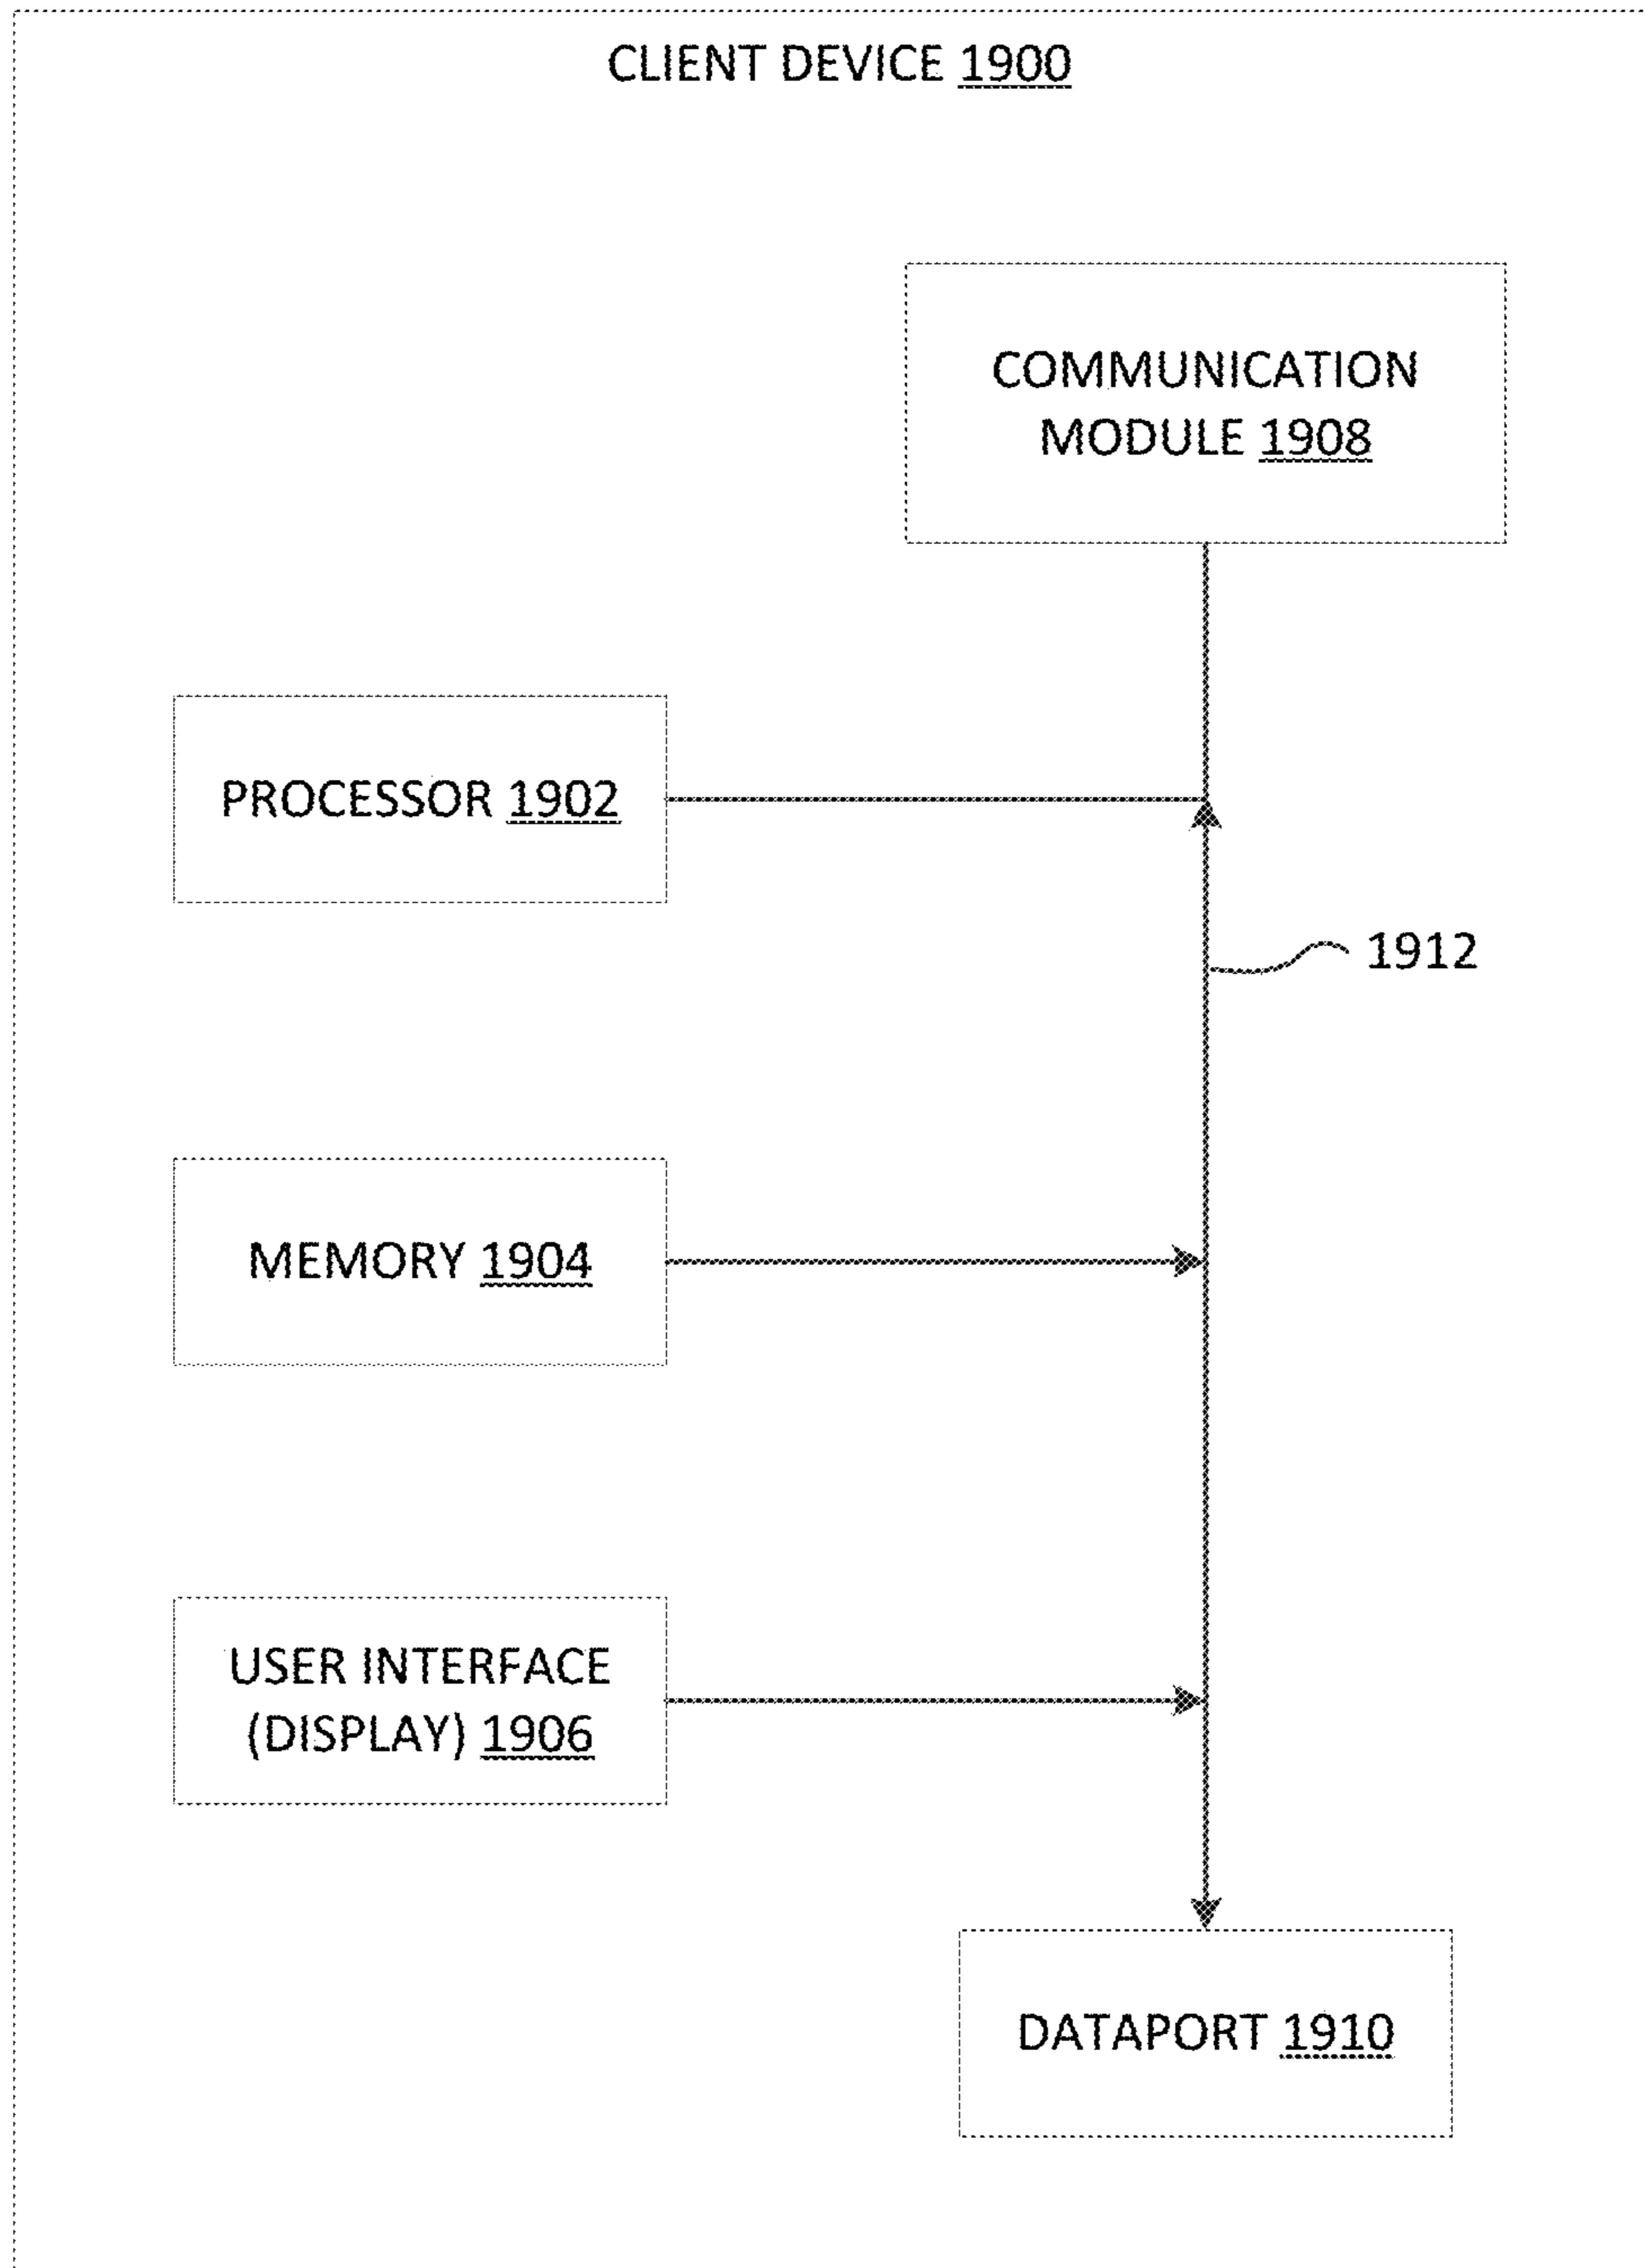 CLIENT DEVICE 1900
COMMUNICATION
MODULE 1908
PROCESSOR 1902
1912
MEMORY 1904
USER INTERFACE
(DISPLAY) 1906
DATAPORT 1910